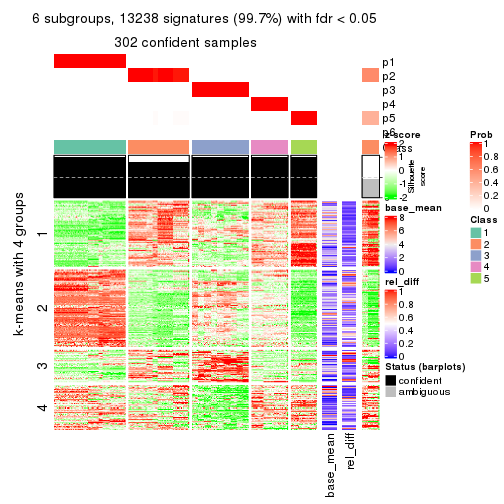 6 subgroups, 13238 signatures (99.7%) with fdr < 0.05
302 confident samples
p1
p2
p3
p4
p5
p6
Class
Silhouette
score
k-means with 4 groups
1
2
3
4
base_mean
rel_diff
z-score
2
1
0
-1
-2
base_mean
8
6
4
2
0
rel_diff
1
0.8
0.6
0.4
0.2
0
Status (barplots)
confident
ambiguous
Prob
1
0.8
0.6
0.4
0.2
0
Class
1
2
3
4
5